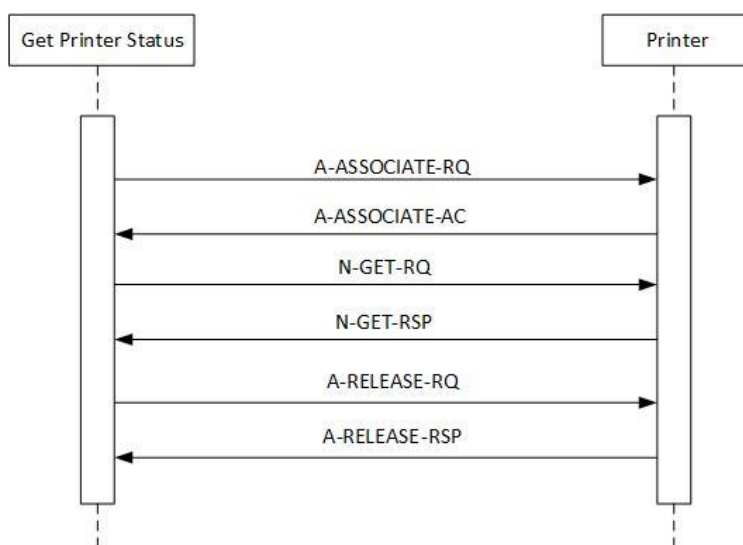 Get Printer Status
Printer
A-ASSOCIATE-RQ
A-ASSOCIATE-AC
N-GET-RQ
N-GET-RSP
A-RELEASE-RQ
A-RELEASE-RSP